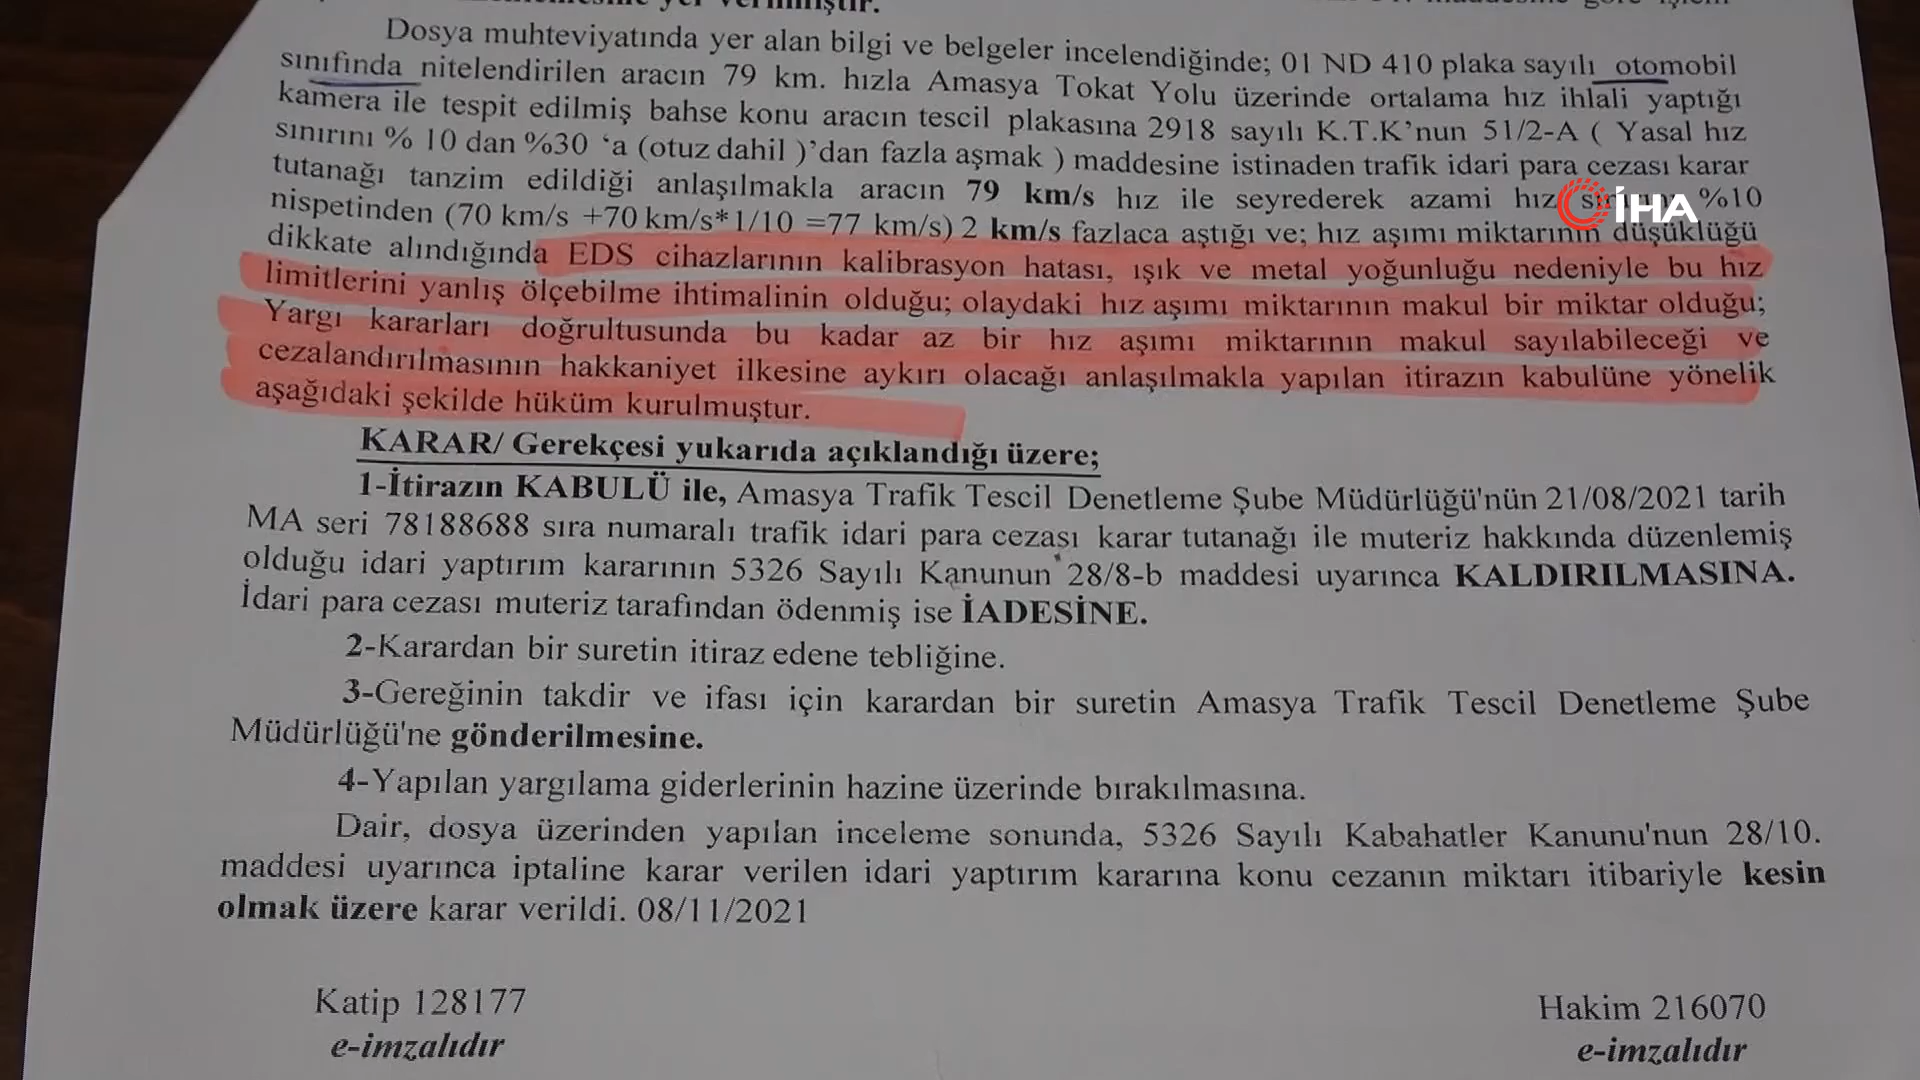 yer verilmiştir.
Dosya muhteviyatında yer alan bilgi ve belgeler incelendiğinde; 01 ND 410 plaka sayılı otomobil
sınıfında nitelendirilen aracın 79 km. hızla Amasya Tokat Yolu üzerinde ortalama hız ihlali yaptığı
kamera ile tespit edilmiş bahse konu aracın tescil plakasına 2918 sayılı K.T.K’nun 51/2-A ( Yasal hız
sınırını % 10 dan %30 ‘a (otuz dahil )’dan fazla aşmak ) maddesine istinaden trafik idari para cezası karar
tutanağı tanzim edildiği anlaşılmakla aracın 79 km/s hız ile seyrederek azami hız %10
nispetinden (70 km/s +70 km/s*1/10 =77 km/s) 2 km/s fazlaca aştığı ve; hız aşımı miktarının düşüklüğü
dikkate alındığında EDS cihazlarının kalibrasyon hatası, ışık ve metal yoğunluğu nedeniyle bu hız
limitlerini yanlış ölçebilme ihtimalinin olduğu; olaydaki hız aşımı miktarının makul bir miktar olduğu;
Yargı kararları doğrultusunda bu kadar az bir hız aşımı miktarının makul sayılabileceği ve
cezalandırılmasının hakkaniyet ilkesine aykırı olacağı anlaşılmakla yapılan itirazın kabulüne yönelik
aşağıdaki şekilde hüküm kurulmuştur.
KARAR/ Gerekçesi yukarıda açıklandığı üzere;
1-İtirazın KABULÜ ile, Amasya Trafik Tescil Denetleme Şube Müdürlüğü'nün 21/08/2021 tarih
MA seri 78188688 sıra numaralı trafik idari para cezası karar tutanağı ile muteriz hakkında düzenlemiş
olduğu idari yaptırım kararının 5326 Sayılı Kanunun 28/8-b maddesi uyarınca KALDIRILMASINA.
İdari para cezası muteriz tarafından ödenmiş ise İADESİNE.
2-Karardan bir suretin itiraz edene tebliğine.
3-Gereğinin takdir ve ifası için karardan bir suretin Amasya Trafik Tescil Denetleme Şube
Müdürlüğü'ne gönderilmesine.
4-Yapılan yargılama giderlerinin hazine üzerinde bırakılmasına.
Dair, dosya üzerinden yapılan inceleme sonunda, 5326 Sayılı Kabahatler Kanunu'nun 28/10.
maddesi uyarınca iptaline karar verilen idari yaptırım kararına konu cezanın miktarı itibariyle kesin
olmak üzere karar verildi. 08/11/2021
Katip 128177
e-imzalıdır
Hakim 216070
e-imzalıdır
İHA